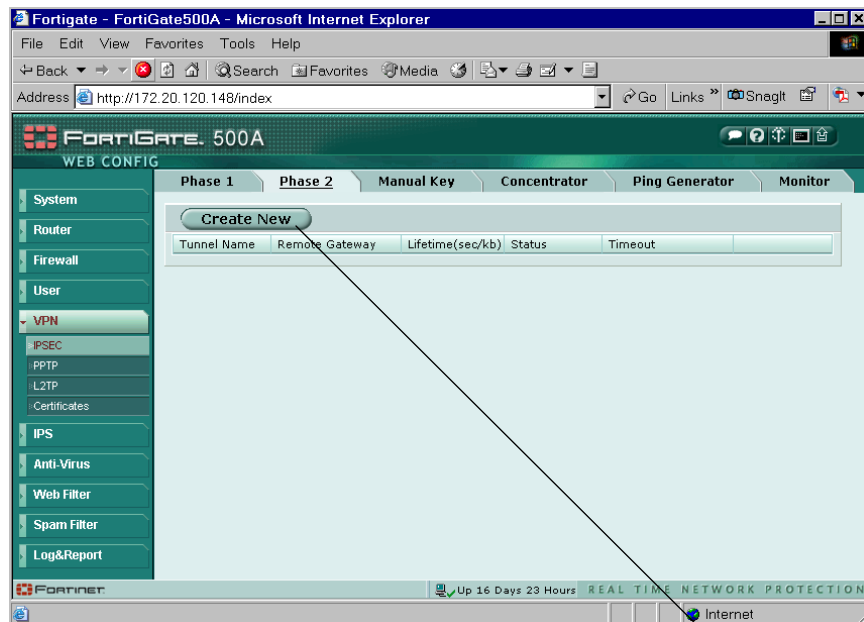 Fortigate - FortiGate500A - Microsoft Internet Explorer
File Edit View Favorites Tools Help
Back Search Favorites Media
Address http://172.20.120.148/index Go Links » SnagIt
FORTIGATE. 500A
WEB CONFIG
Phase 1 Phase 2 Manual Key Concentrator Ping Generator Monitor
System
Router
Firewall
User
VPN
IPSEC
PPTP
L2TP
Certificates
IPS
Anti-Virus
Web Filter
Spam Filter
Log&Report
Create New
Tunnel Name Remote Gateway Lifetime(sec/kb) Status Timeout
FORTINET. Up 16 Days 23 Hours REAL TIME NETWORK PROTECTION
Internet